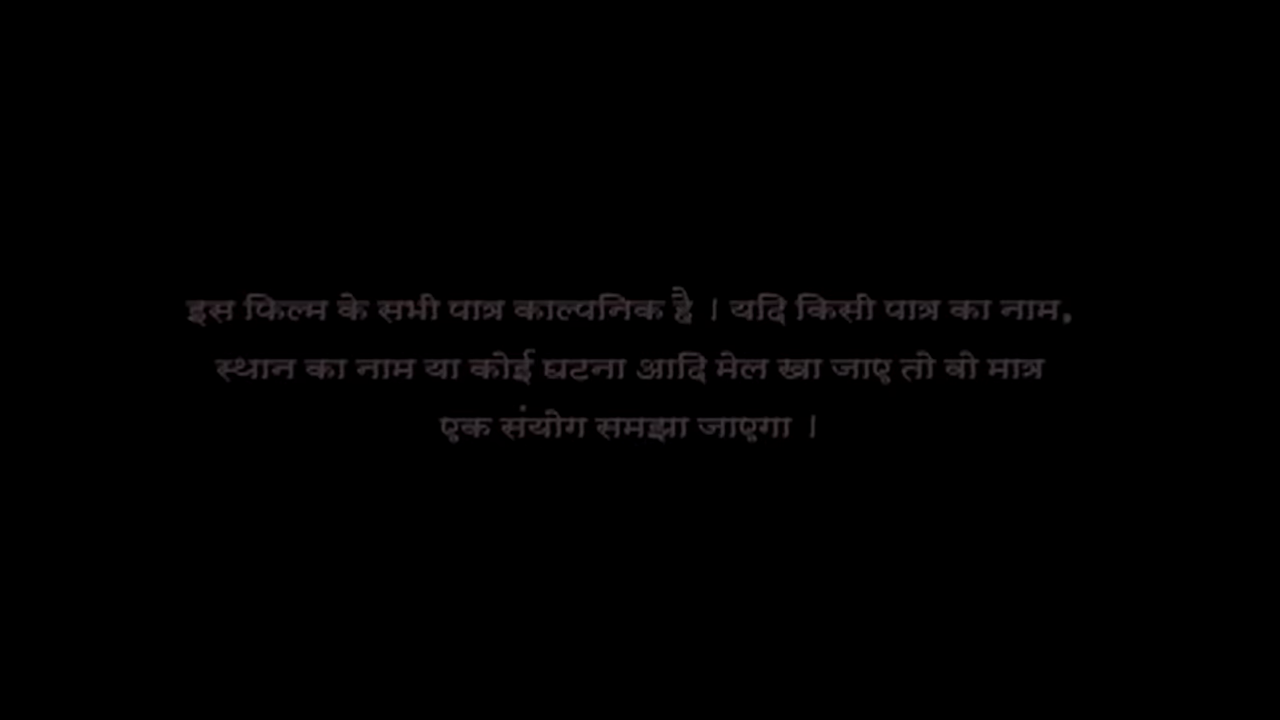 इस फिल्म के सभी पात्र काल्पनिक है । यदि किसी पात्र का नाम,
स्थान का नाम या कोई घटना आदि मेल खा जाए तो वो मात्र
एक संयोग समझा जाएगा ।